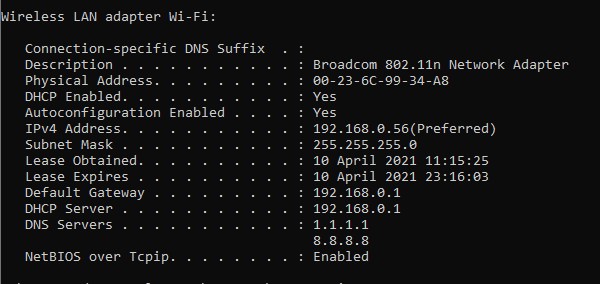 Wireless LAN adapter Wi-Fi:
Connection-specific DNS Suffix . :
Description . . . . . . . . . . . : Broadcom 802.11n Network Adapter
Physical Address. . . . . . . . . : 00-23-6C-99-34-A8
DHCP Enabled. . . . . . . . . . . : Yes
Autoconfiguration Enabled . . . . : Yes
IPv4 Address. . . . . . . . . . . : 192.168.0.56(Preferred)
Subnet Mask . . . . . . . . . . . : 255.255.255.0
Lease Obtained. . . . . . . . . . : 10 April 2021 11:15:25
Lease Expires . . . . . . . . . . : 10 April 2021 23:16:03
Default Gateway . . . . . . . . . : 192.168.0.1
DHCP Server . . . . . . . . . . . : 192.168.0.1
DNS Servers . . . . . . . . . . . : 1.1.1.1
8.8.8.8
NetBIOS over Tcpip. . . . . . . . : Enabled